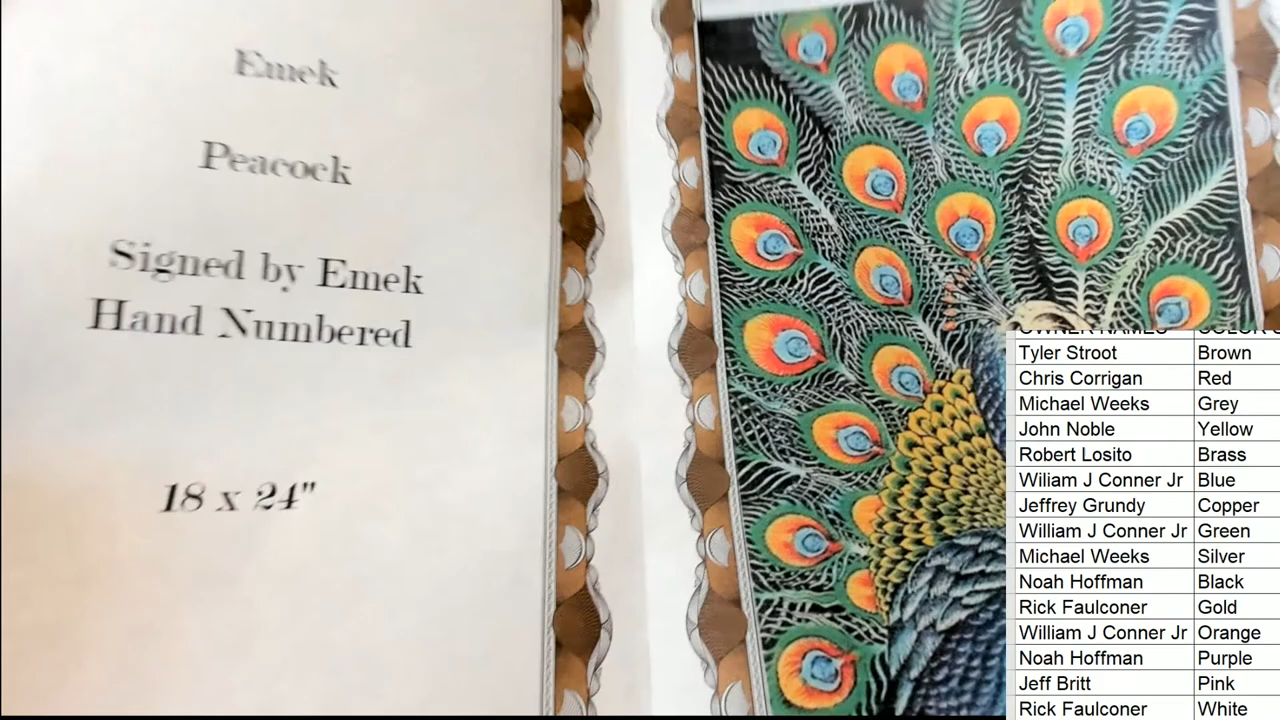 Emek
Peacock
Signed by Emek
Hand Numbered
18 x 24"
OWNER NAMES COLOR
Tyler Stroot Brown
Chris Corrigan Red
Michael Weeks Grey
John Noble Yellow
Robert Losito Brass
Wiliam J Conner Jr Blue
Jeffrey Grundy Copper
William J Conner Jr Green
Michael Weeks Silver
Noah Hoffman Black
Rick Faulconer Gold
William J Conner Jr Orange
Noah Hoffman Purple
Jeff Britt Pink
Rick Faulconer White